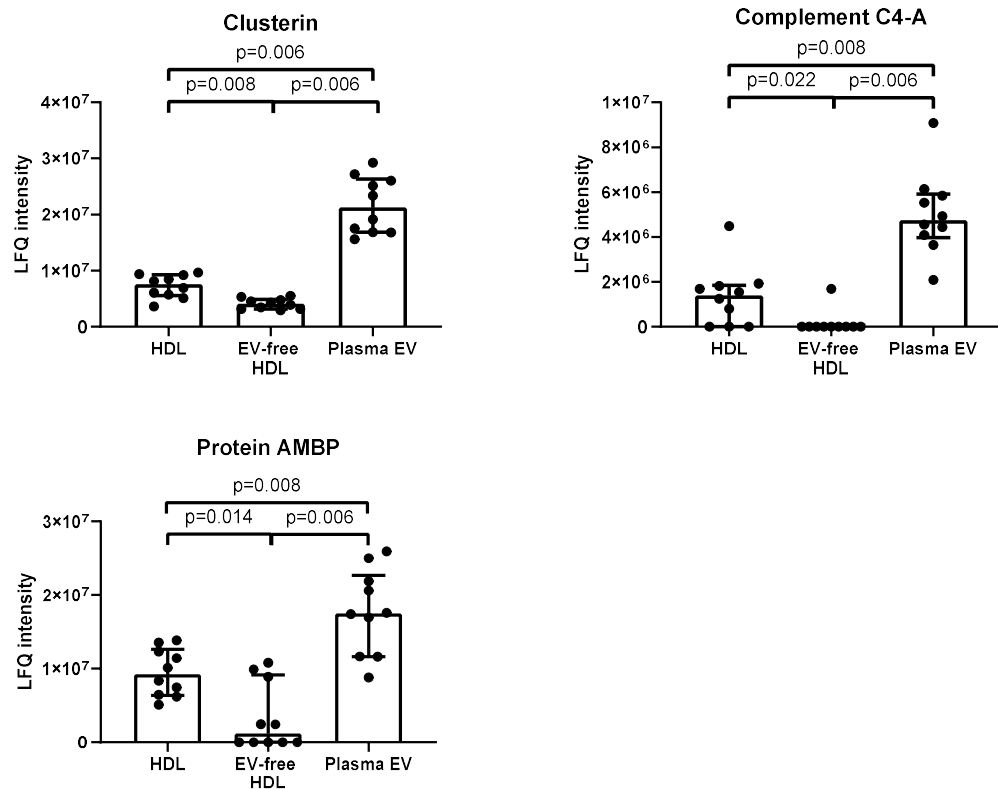 Clusterin
p=0.006
p=0.008
p=0.006
4×10⁷
3×10⁷
2×10⁷
1×10⁷
0
LFQ intensity
HDL
EV-free
HDL
Plasma EV
Complement C4-A
p=0.008
p=0.022
p=0.006
1×10⁷
8×10⁶
6×10⁶
4×10⁶
2×10⁶
0
LFQ intensity
HDL
EV-free
HDL
Plasma EV
Protein AMBP
p=0.008
p=0.014
p=0.006
3×10⁷
2×10⁷
1×10⁷
0
LFQ intensity
HDL
EV-free
HDL
Plasma EV